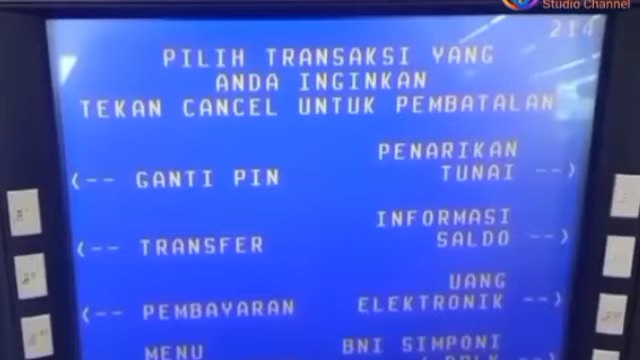 Studio Channel
214
PILIH TRANSAKSI YANG
ANDA INGINKAN
TEKAN CANCEL UNTUK PEMBATALAN
PENARIKAN
<-- GANTI PIN TUNAI -->
INFORMASI
<-- TRANSFER SALDO -->
UANG
<-- PEMBAYARAN ELEKTRONIK -->
MENU BNI SIMPONI